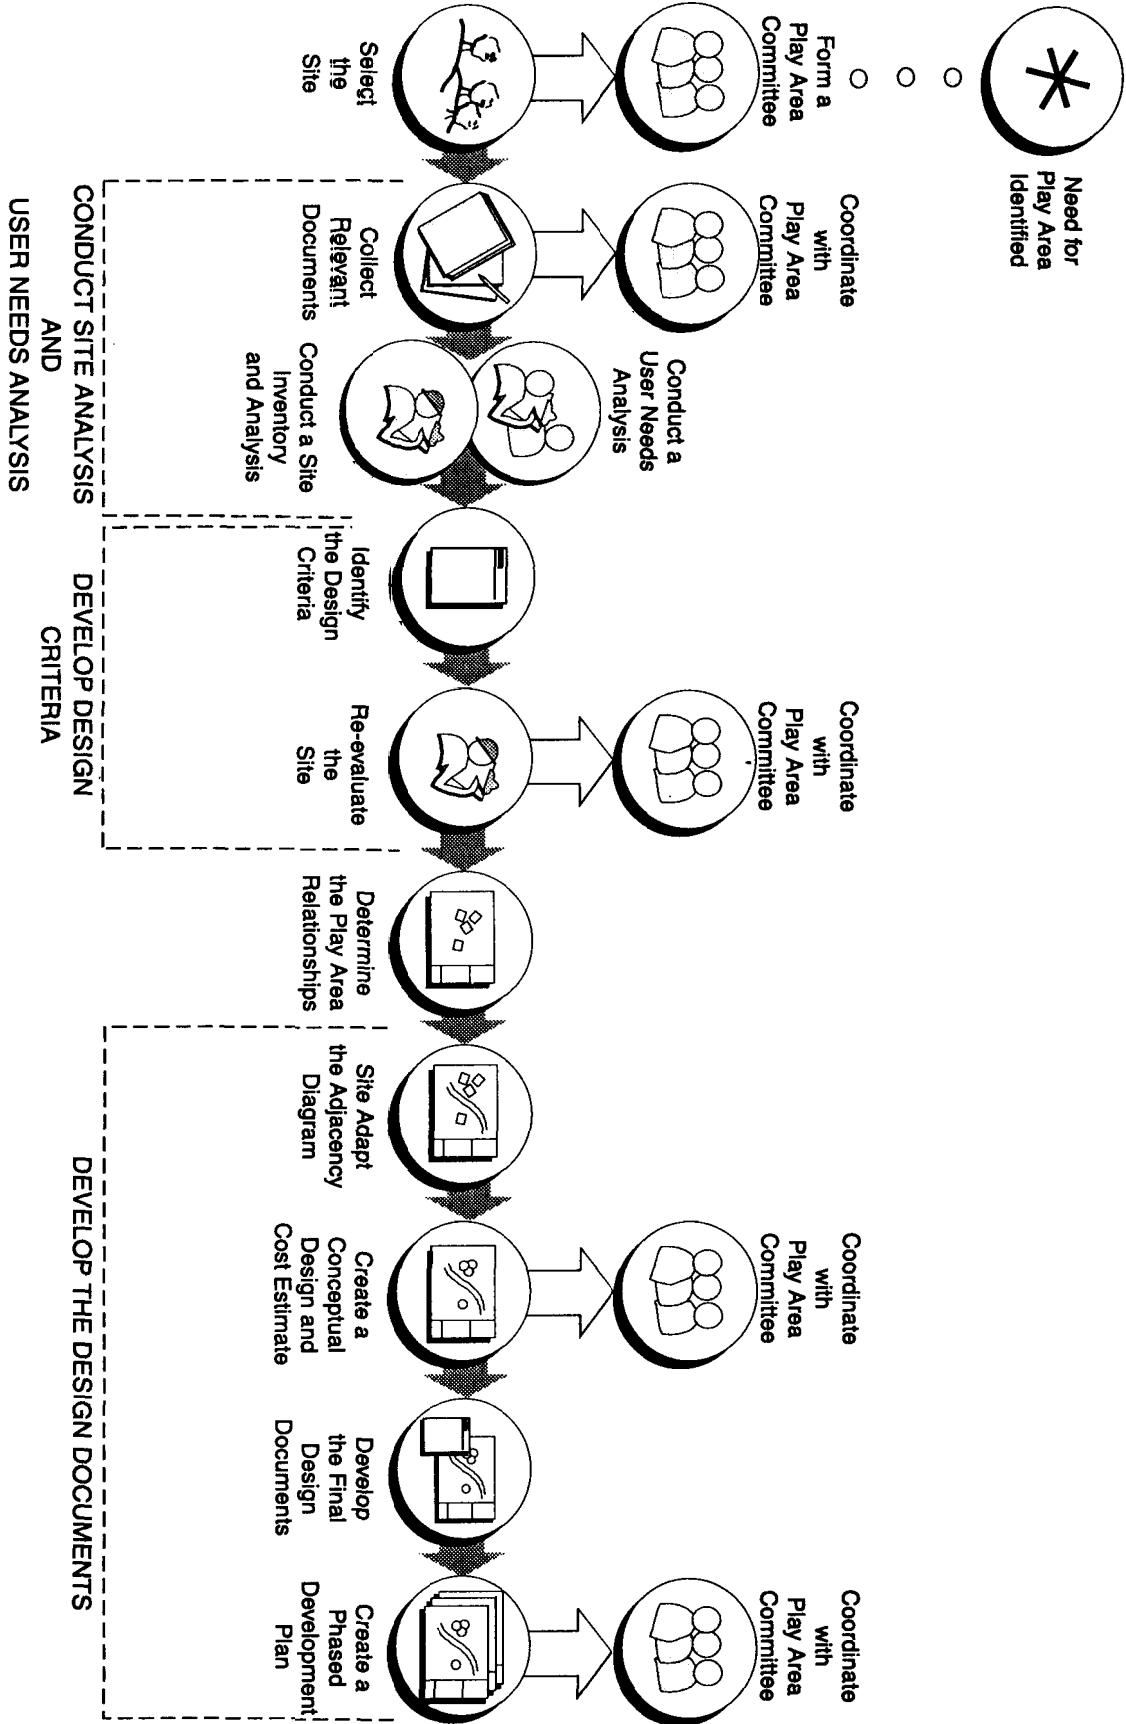 Need for
Play Area
Identified
Form a
Play Area
Committee
Coordinate
with
Play Area
Committee
Coordinate
with
Play Area
Committee
Coordinate
with
Play Area
Committee
Coordinate
with
Play Area
Committee
Conduct a
User Needs
Analysis
Select
the
Site
Collect
Relevant
Documents
Conduct a Site
Inventory
and Analysis
Identify
the Design
Criteria
Re-evaluate
the
Site
Determine
the Play Area
Relationships
Site Adapt
the Adjacency
Diagram
Create a
Conceptual
Design and
Cost Estimate
Develop
the Final
Design
Documents
Create a
Phased
Development
Plan
CONDUCT SITE ANALYSIS
AND
USER NEEDS ANALYSIS
DEVELOP DESIGN
CRITERIA
DEVELOP THE DESIGN DOCUMENTS